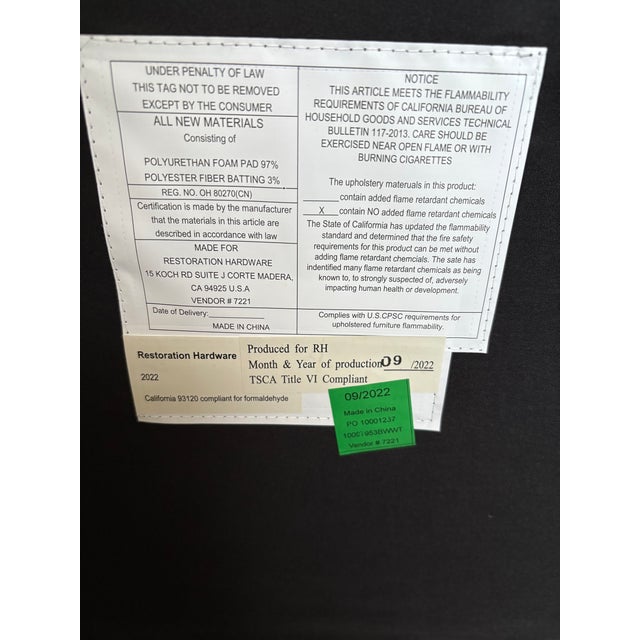 UNDER PENALTY OF LAW
THIS TAG NOT TO BE REMOVED
EXCEPT BY THE CONSUMER
ALL NEW MATERIALS
Consisting of
POLYURETHAN FOAM PAD 97%
POLYESTER FIBER BATTING 3%
REG. NO. OH 80270(CN)
Certification is made by the manufacturer
that the materials in this article are
described in accordance with law
MADE FOR
RESTORATION HARDWARE
15 KOCH RD SUITE J CORTE MADERA,
CA 94925 U.S.A
VENDOR # 7221
Date of Delivery:
MADE IN CHINA
NOTICE
THIS ARTICLE MEETS THE FLAMMABILITY
REQUIREMENTS OF CALIFORNIA BUREAU OF
HOUSEHOLD GOODS AND SERVICES TECHNICAL
BULLETIN 117-2013. CARE SHOULD BE
EXERCISED NEAR OPEN FLAME OR WITH
BURNING CIGARETTES
The upholstery materials in this product:
contain added flame retardant chemicals
X contain NO added flame retardant chemicals
The State of California has updated the flammability
standard and determined that the fire safety
requirements for this product can be met without
adding flame retardant chemicals. The sate has
indentified many flame retardant chemcials as being
known to, to strongly suspected of, adversely
impacting human health or development.
Complies with U.S.CPSC requirements for
upholstered furniture flammability.
Restoration Hardware
2022
California 93120 compliant for formaldehyde
Produced for RH
Month & Year of production 09 /2022
TSCA Title VI Compliant
09/2022
Made in China
PO 10001237
Vendor # 7221